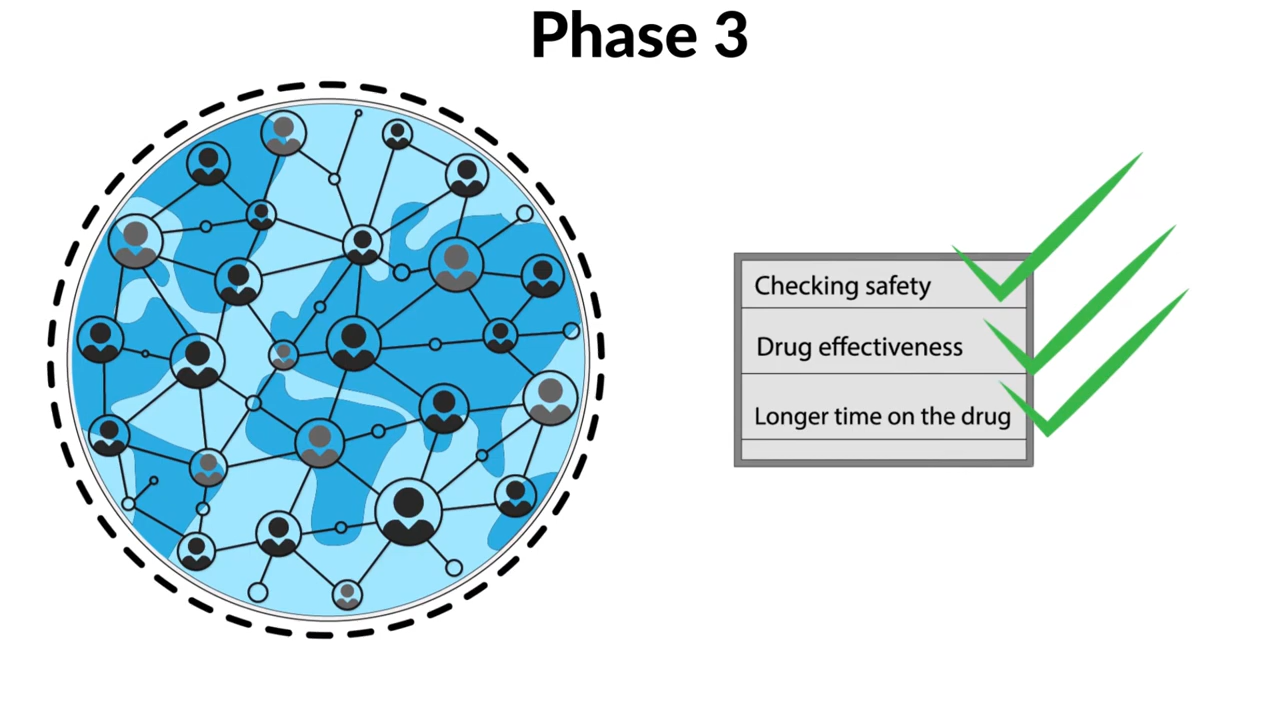 Phase 3
Checking safety
Drug effectiveness
Longer time on the drug